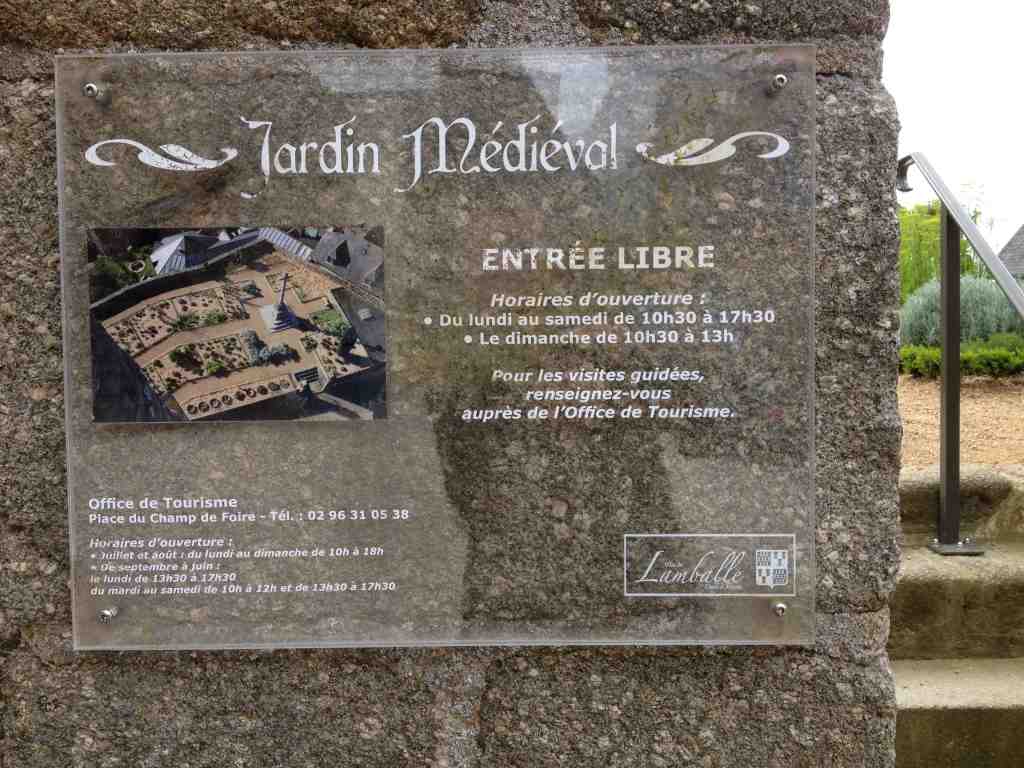 Jardin Médiéval
ENTRÉE LIBRE
Horaires d'ouverture :
• Du lundi au samedi de 10h30 à 17h30
• Le dimanche de 10h30 à 13h
Pour les visites guidées,
renseignez-vous
auprès de l'Office de Tourisme.
Office de Tourisme
Place du Champ de Foire - Tél. : 02 96 31 05 38
Horaires d'ouverture :
• Juillet et août : du lundi au dimanche de 10h à 18h
• De septembre à juin :
le lundi de 13h30 à 17h30
du mardi au samedi de 10h à 12h et de 13h30 à 17h30
Lamballe